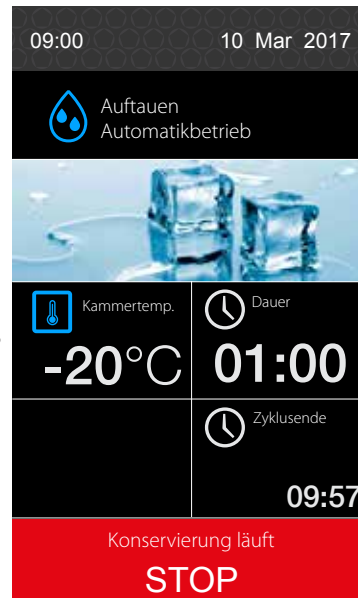 09:00 10 Mar 2017
Auftauen
Automatikbetrieb
Kammertemp.
-20°C
Dauer
01:00
Zyklusende
09:57
Konservierung läuft
STOP